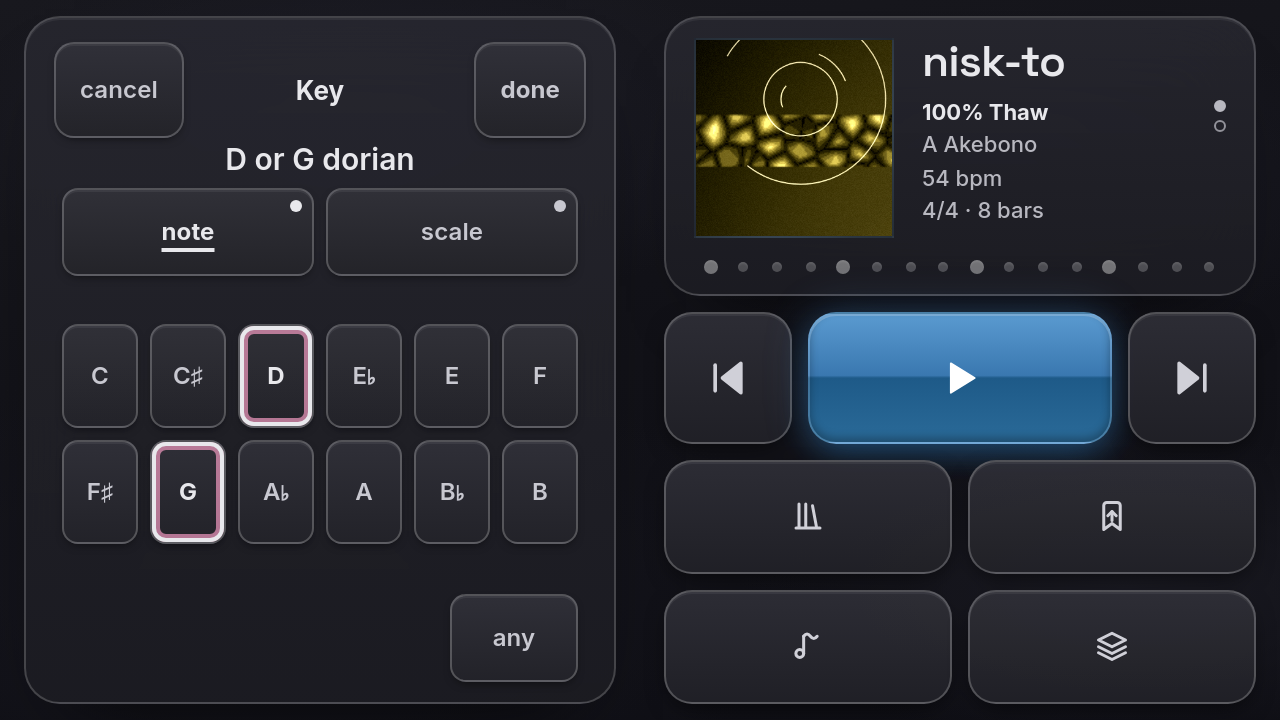 cancel
Key
done
D or G dorian
note
scale
C
C♯
D
E♭
E
F
F♯
G
A♭
A
B♭
B
any
nisk-to
100% Thaw
A Akebono
54 bpm
4/4 · 8 bars